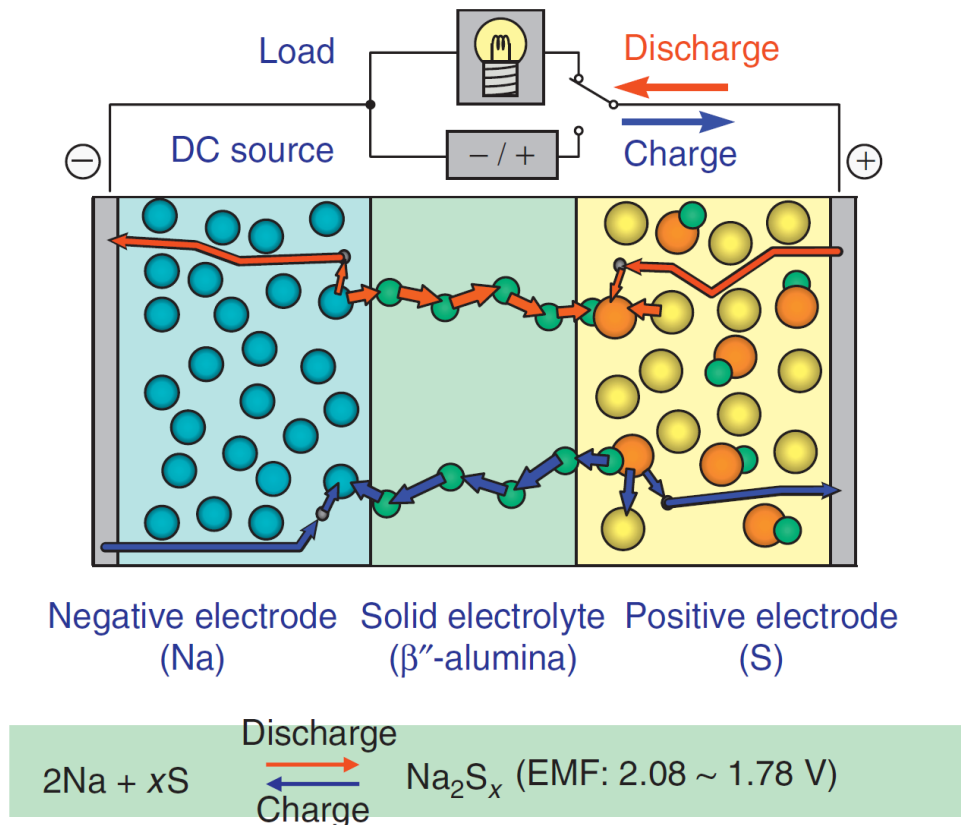 Load
Discharge
DC source
− / +
Charge
−
+
Negative electrode
(Na)
Solid electrolyte
(β″-alumina)
Positive electrode
(S)
Discharge
2Na + xS
Na₂Sₓ (EMF: 2.08 ~ 1.78 V)
Charge